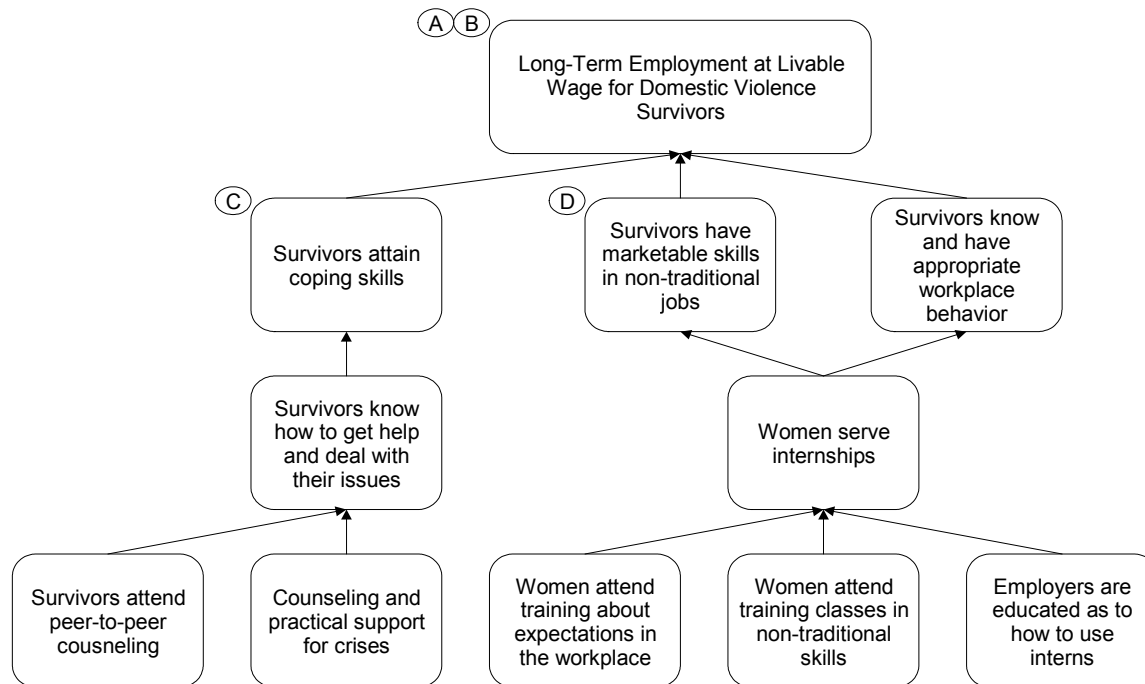 A B
Long-Term Employment at Livable
Wage for Domestic Violence
Survivors
C
Survivors attain
coping skills
D
Survivors have
marketable skills
in non-traditional
jobs
Survivors know
and have
appropriate
workplace
behavior
Survivors know
how to get help
and deal with
their issues
Women serve
internships
Survivors attend
peer-to-peer
cousneling
Counseling and
practical support
for crises
Women attend
training about
expectations in
the workplace
Women attend
training classes in
non-traditional
skills
Employers are
educated as to
how to use
interns